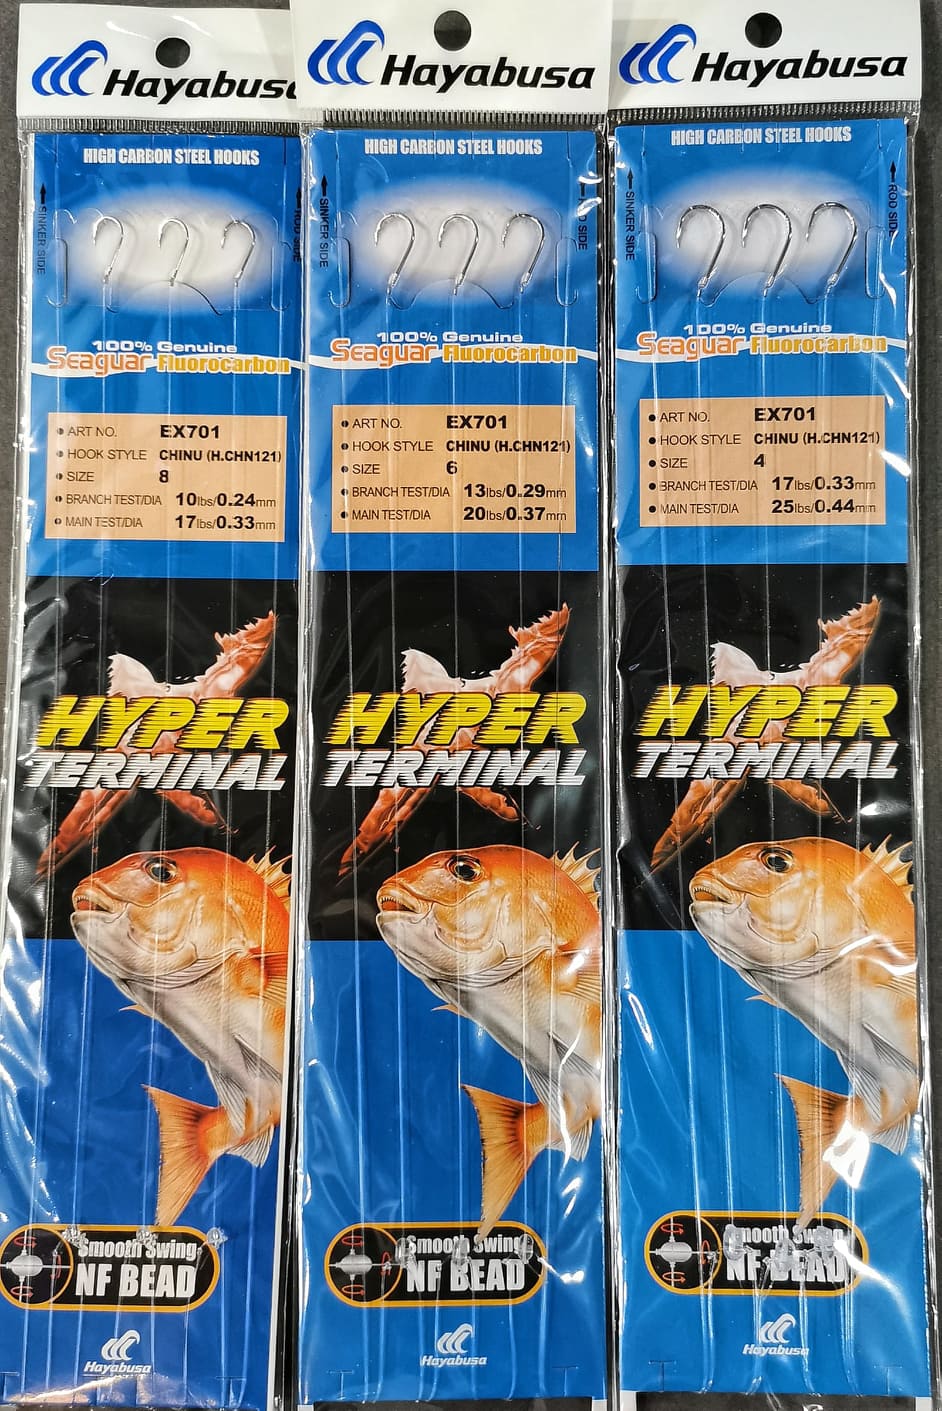 Hayabusa
HIGH CARBON STEEL HOOKS
SINKER SIDE
100% Genuine
Seaguar Fluorocarbon
ART NO. EX701
HOOK STYLE CHINU (H.CHN121)
SIZE 8
BRANCH TEST/DIA 10lbs/0.24mm
MAIN TEST/DIA 17lbs/0.33mm
HYPER
TERMINAL
Smooth Swing
NF BEAD
Hayabusa
Hayabusa
HIGH CARBON STEEL HOOKS
SINKER SIDE
ROD SIDE
100% Genuine
Seaguar Fluorocarbon
ART NO. EX701
HOOK STYLE CHINU (H.CHN121)
SIZE 6
BRANCH TEST/DIA 13lbs/0.29mm
MAIN TEST/DIA 20lbs/0.37mm
HYPER
TERMINAL
Smooth Swing
NF BEAD
Hayabusa
Hayabusa
HIGH CARBON STEEL HOOKS
SINKER SIDE
ROD SIDE
100% Genuine
Seaguar Fluorocarbon
ART NO. EX701
HOOK STYLE CHINU (H.CHN121)
SIZE 4
BRANCH TEST/DIA 17lbs/0.33mm
MAIN TEST/DIA 25lbs/0.44mm
HYPER
TERMINAL
Smooth Swing
NF BEAD
Hayabusa